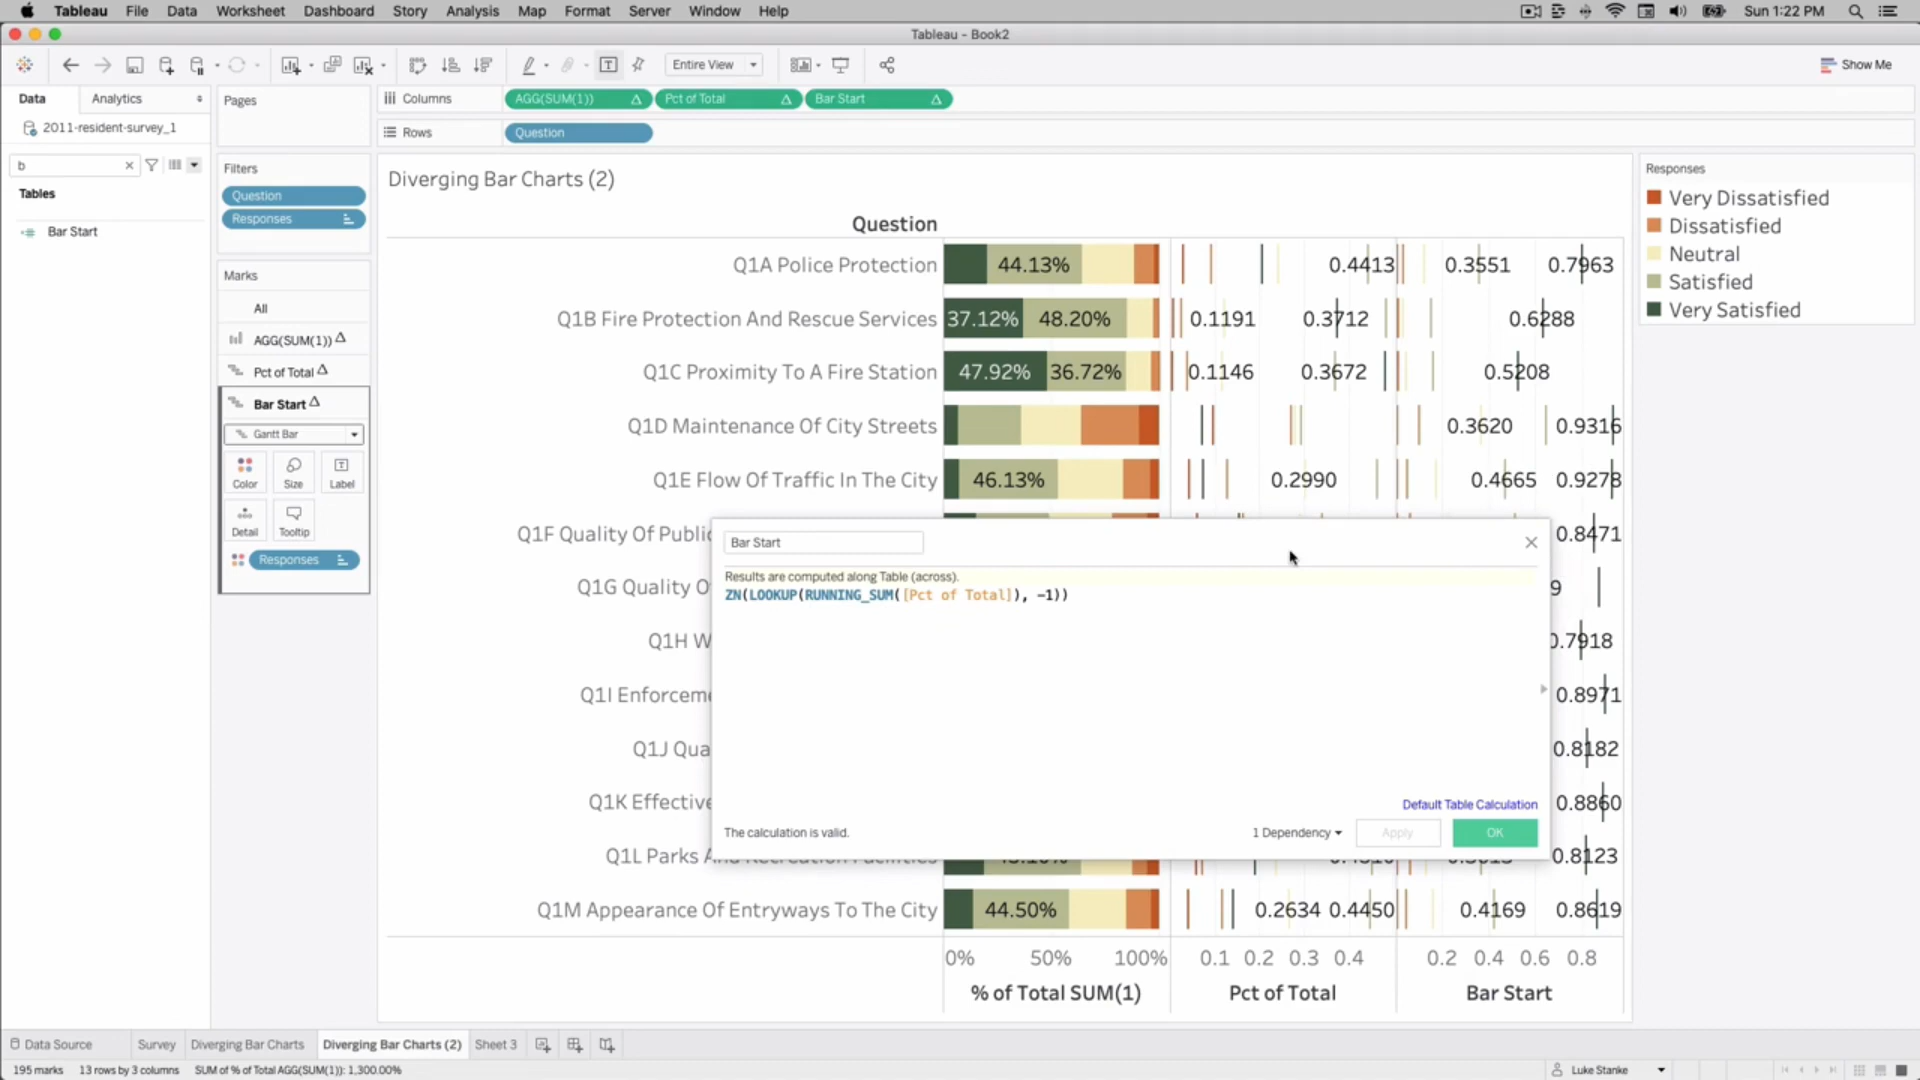 Tableau File Data Worksheet Dashboard Story Analysis Map Format Server Window Help Sun 1:22 PM
Tableau - Book2
Entire View Show Me
Data Analytics Pages Columns AGG(SUM(1)) Pct of Total Bar Start
2011-resident-survey_1 Rows Question
b Filters
Question
Responses
Tables
Bar Start
Marks
All
AGG(SUM(1))
Pct of Total
Bar Start
Gantt Bar
Color Size Label
Detail Tooltip
Responses
Diverging Bar Charts (2)
Question
Q1A Police Protection 44.13% 0.4413 0.3551 0.7963
Q1B Fire Protection And Rescue Services 37.12% 48.20% 0.1191 0.3712 0.6288
Q1C Proximity To A Fire Station 47.92% 36.72% 0.1146 0.3672 0.5208
Q1D Maintenance Of City Streets 0.3620 0.9316
Q1E Flow Of Traffic In The City 46.13% 0.2990 0.4665 0.9278
Q1F Quality Of Public 0.8471
Q1G Quality O 9
Q1H W 0.7918
Q1I Enforceme 0.8971
Q1J Qua 0.8182
Q1K Effective 0.8860
Q1L Parks And Recreation Facilities 0.8123
Q1M Appearance Of Entryways To The City 44.50% 0.2634 0.4450 0.4169 0.8619
0% 50% 100% 0.1 0.2 0.3 0.4 0.2 0.4 0.6 0.8
% of Total SUM(1) Pct of Total Bar Start
Responses
Very Dissatisfied
Dissatisfied
Neutral
Satisfied
Very Satisfied
Bar Start
Results are computed along Table (across).
ZN(LOOKUP(RUNNING_SUM([Pct of Total]), -1))
Default Table Calculation
The calculation is valid. 1 Dependency Apply OK
Data Source Survey Diverging Bar Charts Diverging Bar Charts (2) Sheet 3
195 marks 13 rows by 3 columns SUM of % of Total AGG(SUM(1)): 1,300.00% Luke Stanke